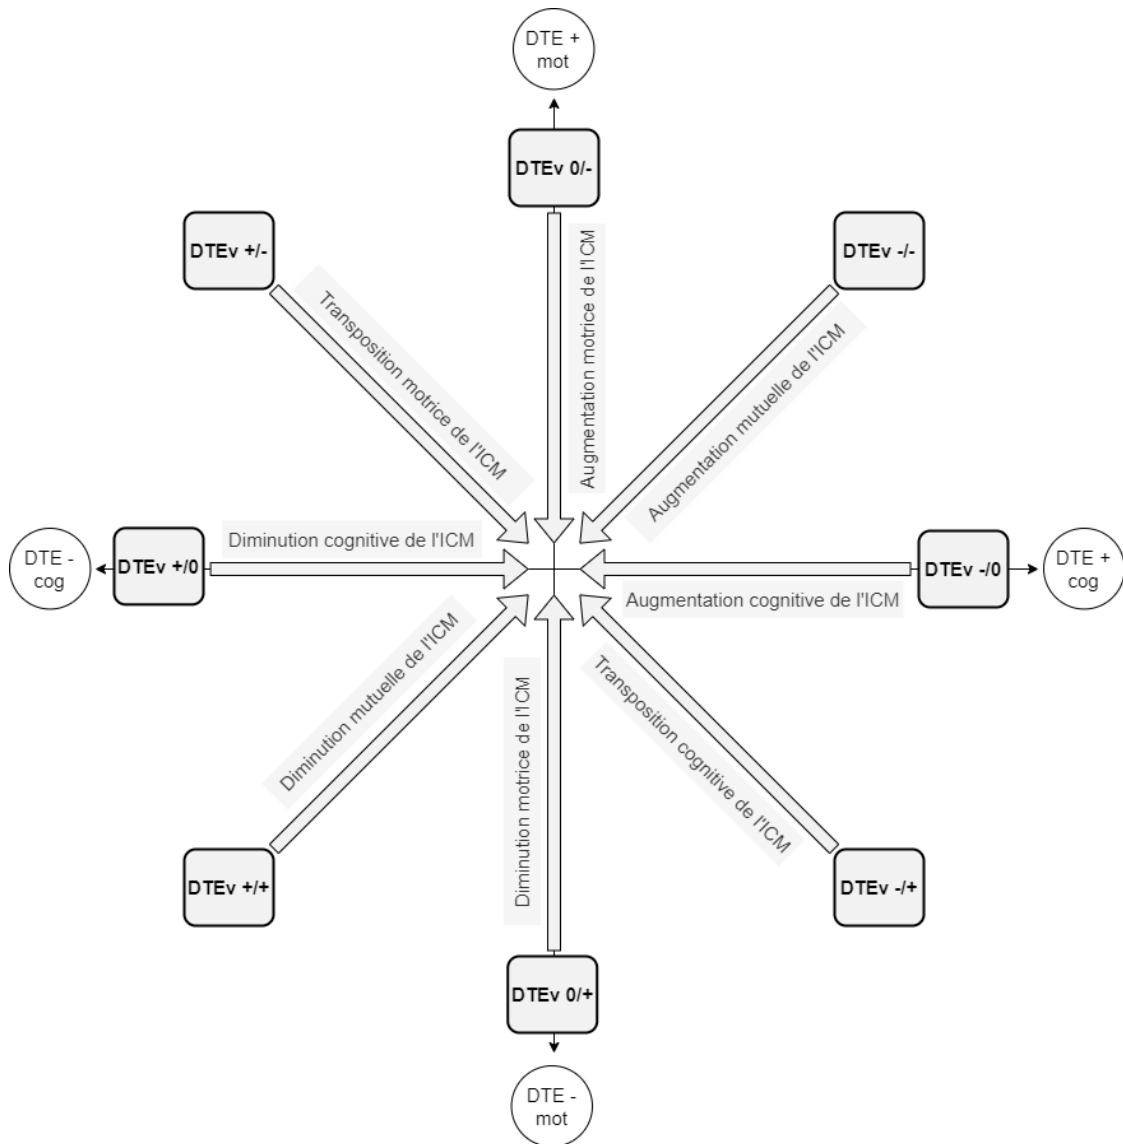 DTE +
mot
DTEv 0/-
DTEv +/-
DTEv -/-
Transposition motrice de l'ICM
Augmentation motrice de l'ICM
Augmentation mutuelle de l'ICM
DTE -
cog
DTEv +/0
Diminution cognitive de l'ICM
Augmentation cognitive de l'ICM
DTEv -/0
DTE +
cog
Diminution mutuelle de l'ICM
Diminution motrice de l'ICM
Transposition cognitive de l'ICM
DTEv +/+
DTEv -/+
DTEv 0/+
DTE -
mot